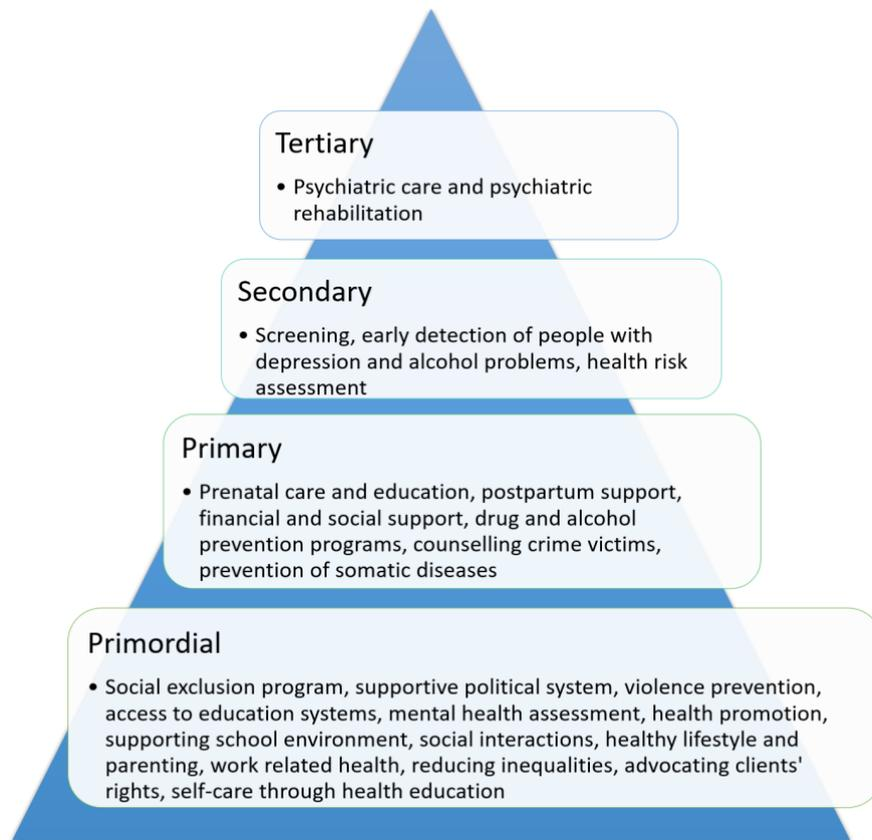 Tertiary
• Psychiatric care and psychiatric
rehabilitation
Secondary
• Screening, early detection of people with
depression and alcohol problems, health risk
assessment
Primary
• Prenatal care and education, postpartum support,
financial and social support, drug and alcohol
prevention programs, counselling crime victims,
prevention of somatic diseases
Primordial
• Social exclusion program, supportive political system, violence prevention,
access to education systems, mental health assessment, health promotion,
supporting school environment, social interactions, healthy lifestyle and
parenting, work related health, reducing inequalities, advocating clients'
rights, self-care through health education